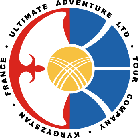 FRANCE • ULTIMATE ADVENTURE LTD • TOUR COMPANY • KYRGYZSTAN •